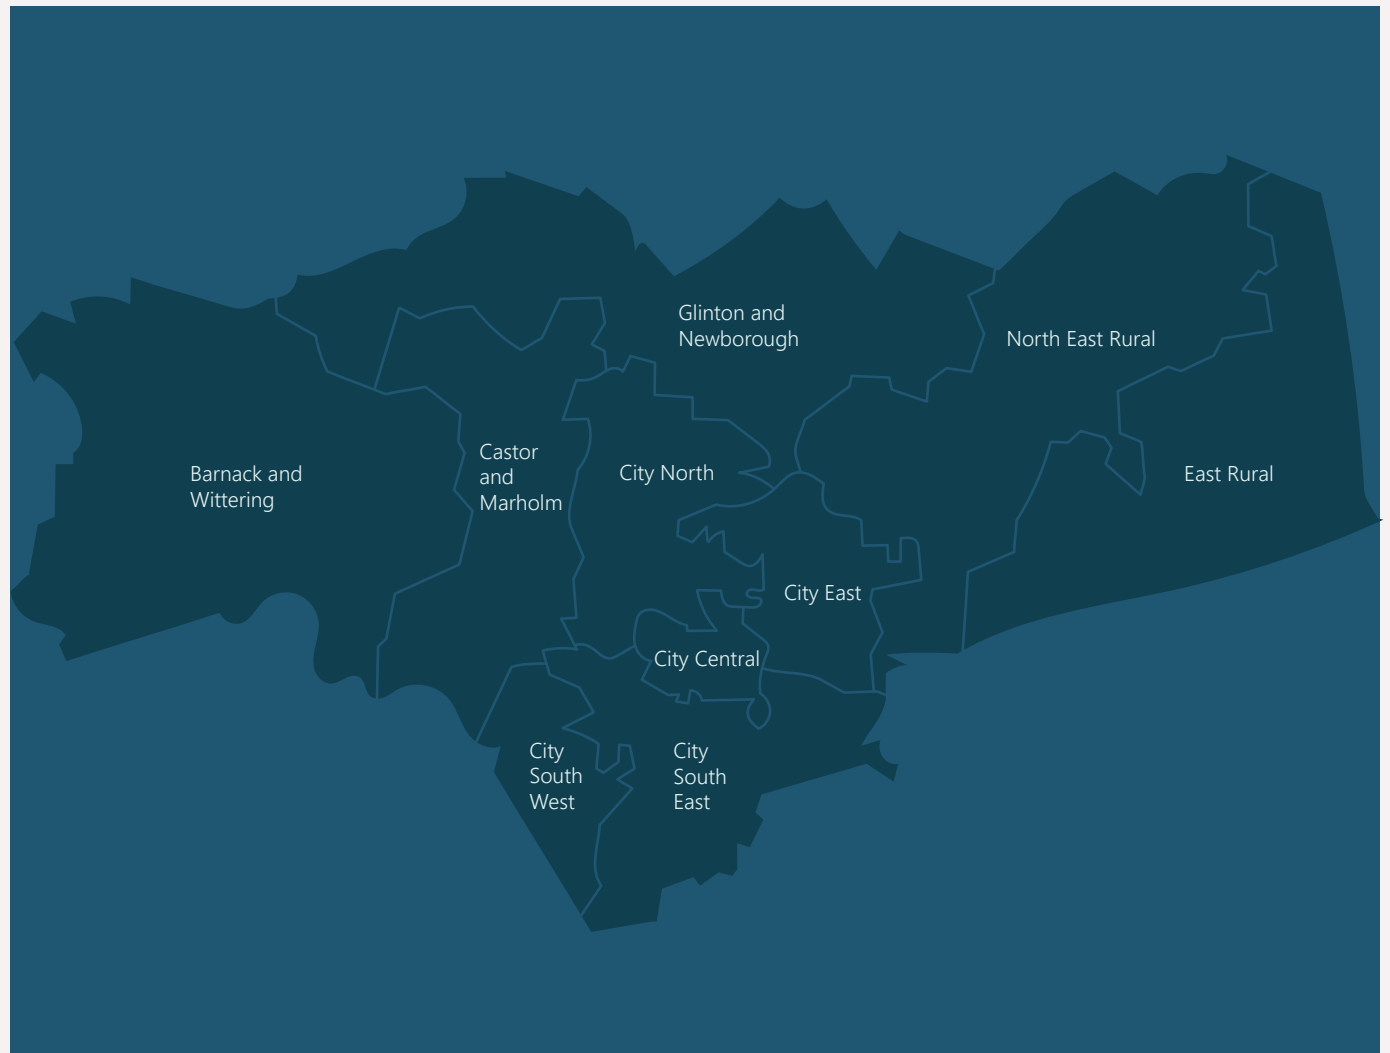 Glinton and
Newborough
North East Rural
Castor
and
Marholm
City North
Barnack and
Wittering
East Rural
City East
City Central
City
South
West
City
South
East